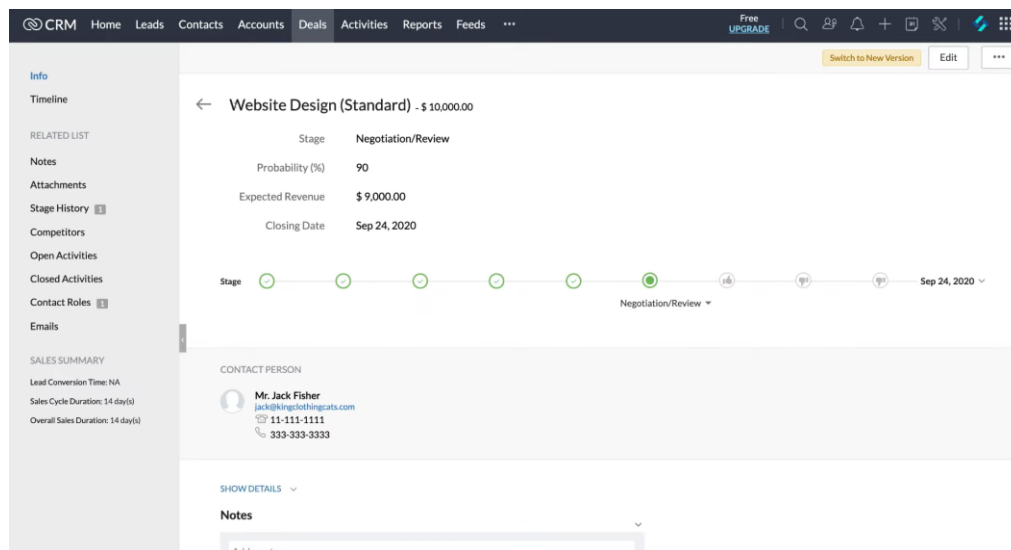 CRM Home Leads Contacts Accounts Deals Activities Reports Feeds ••• Free
UPGRADE
Switch to New Version Edit •••
Info
Timeline
RELATED LIST
Notes
Attachments
Stage History 1
Competitors
Open Activities
Closed Activities
Contact Roles 1
Emails
SALES SUMMARY
Lead Conversion Time: NA
Sales Cycle Duration: 14 day(s)
Overall Sales Duration: 14 day(s)
Website Design (Standard) - $ 10,000.00
Stage Negotiation/Review
Probability (%) 90
Expected Revenue $ 9,000.00
Closing Date Sep 24, 2020
Stage Sep 24, 2020
Negotiation/Review
CONTACT PERSON
Mr. Jack Fisher
jack@kingclothingcats.com
11-111-1111
333-333-3333
SHOW DETAILS
Notes